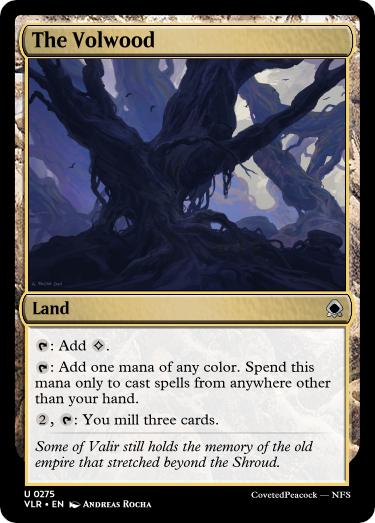 The Volwood
Land
: Add .
: Add one mana of any color. Spend this
mana only to cast spells from anywhere other
than your hand.
2, : You mill three cards.
Some of Valir still holds the memory of the old
empire that stretched beyond the Shroud.
U 0275
VLR • EN Andreas Rocha
CovetedPeacock — NFS